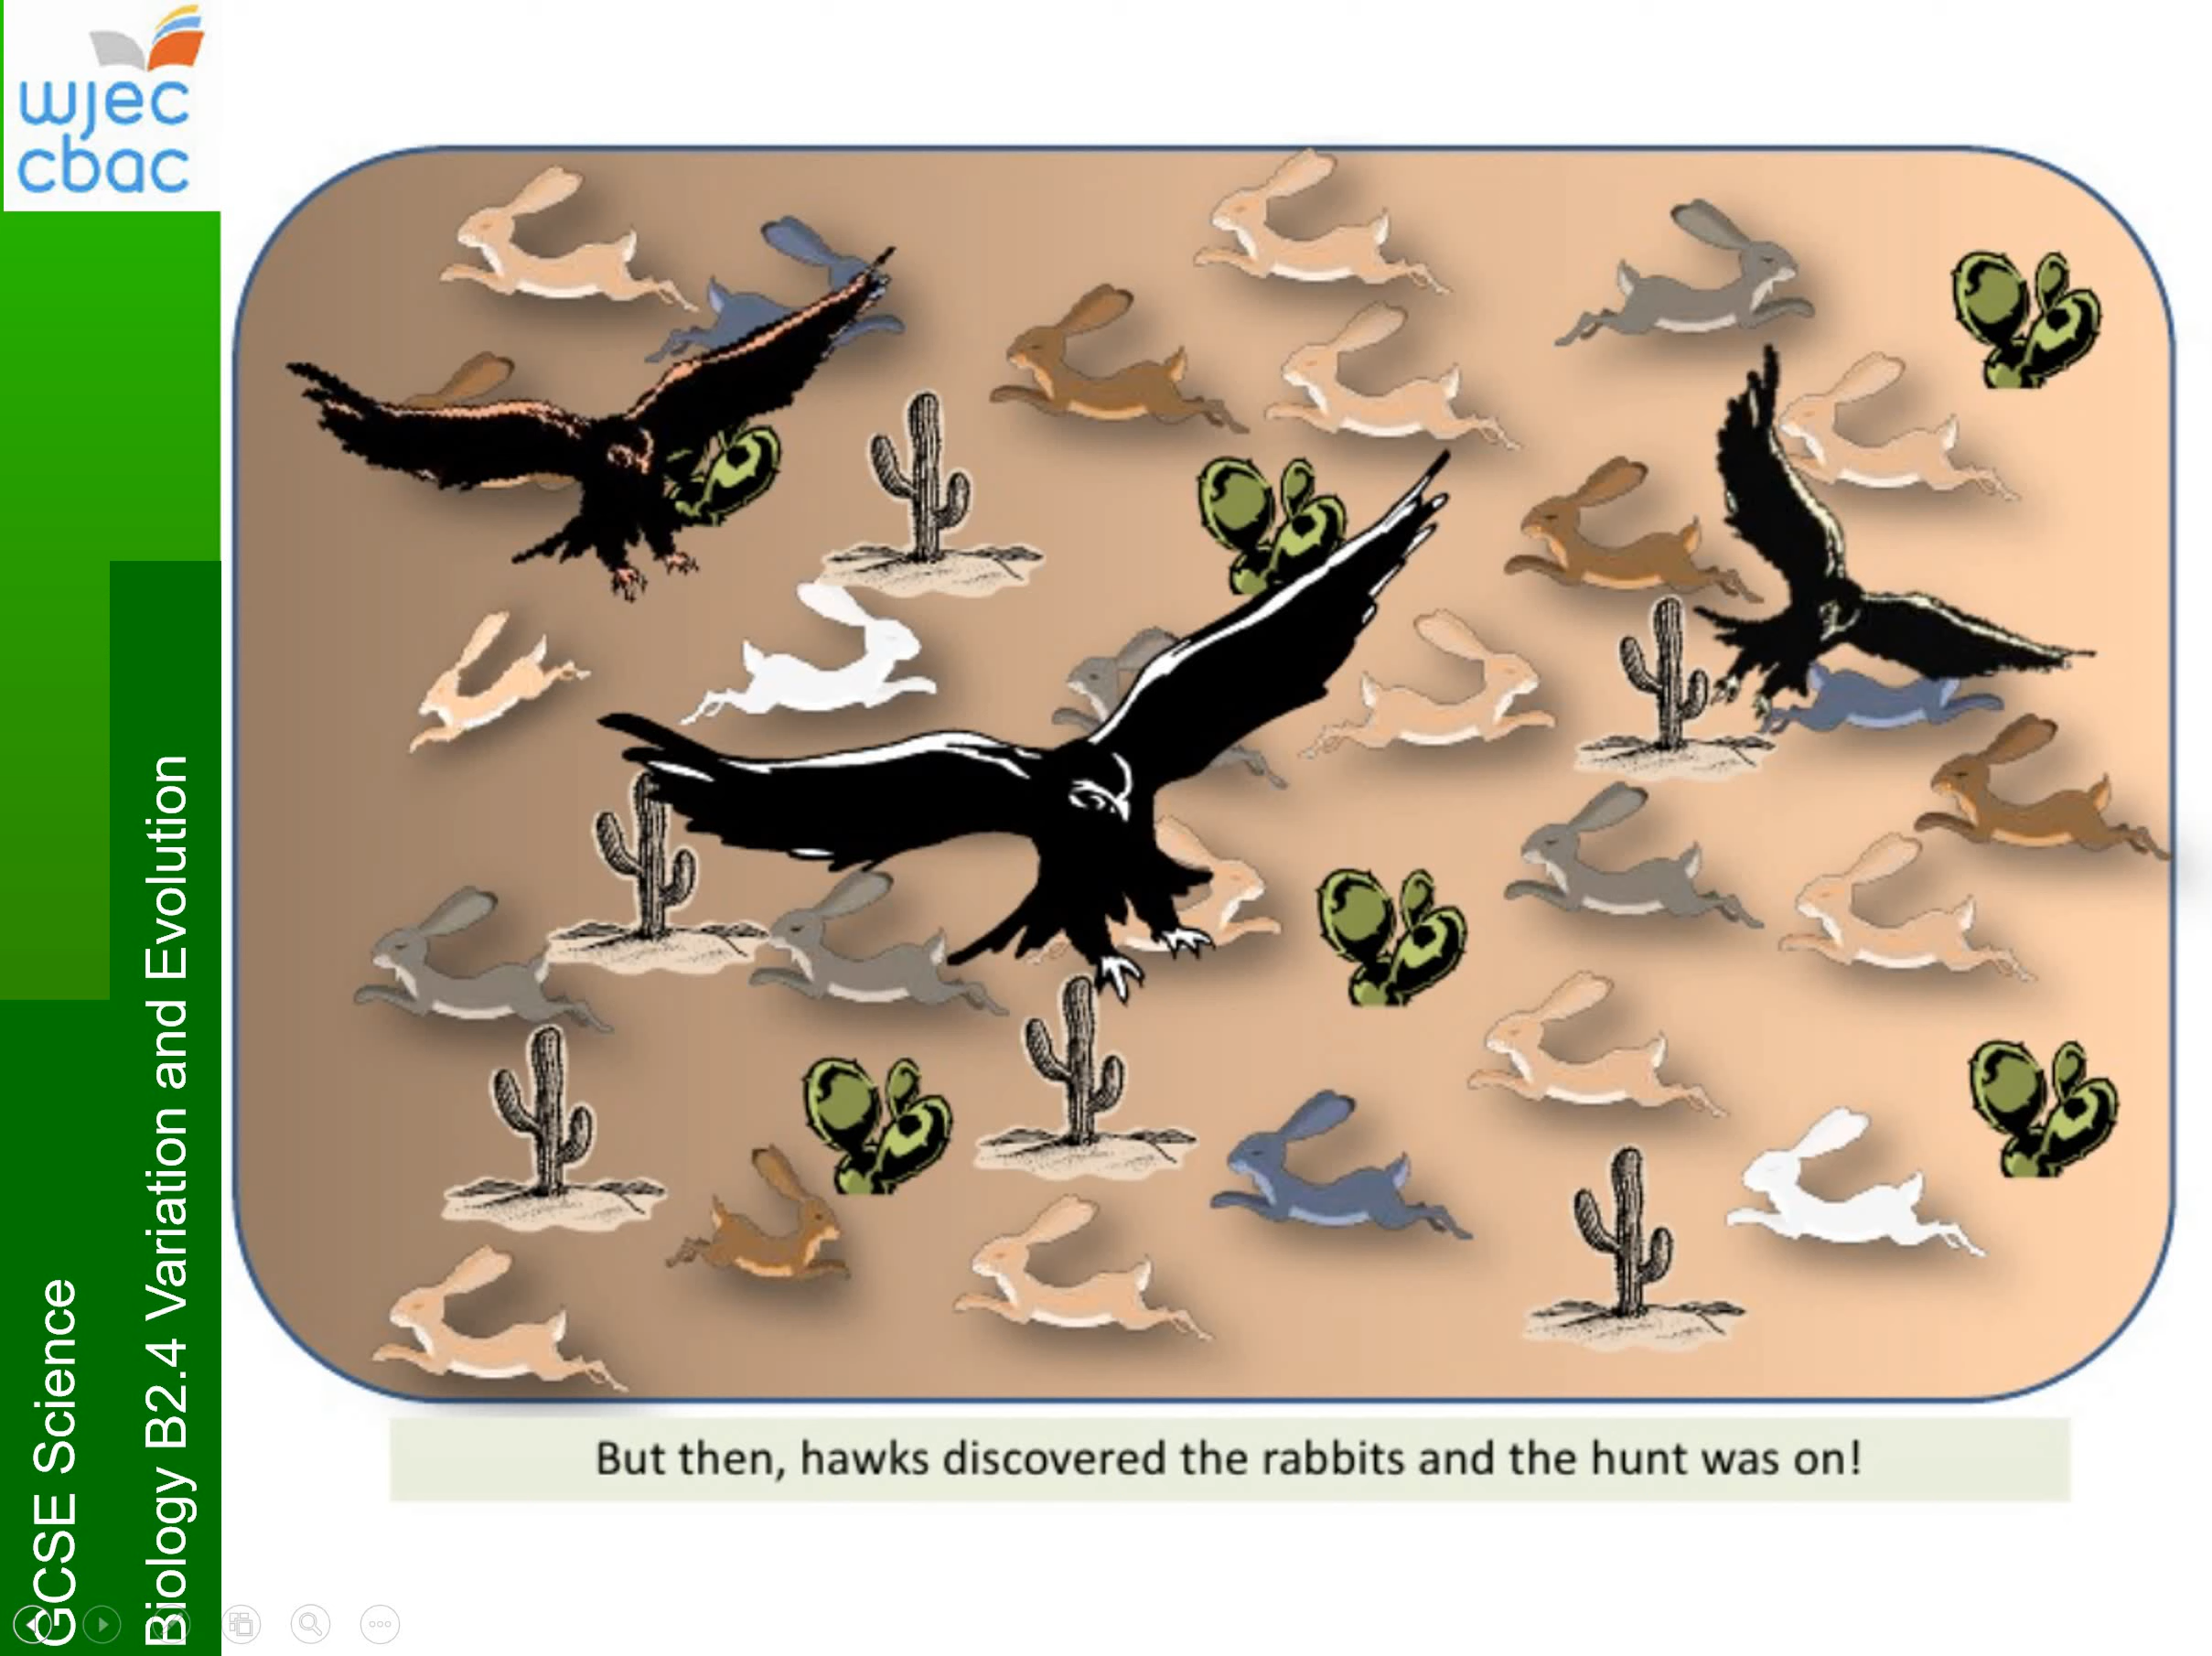 wjec
cbac
GCSE Science
Biology B2.4 Variation and Evolution
But then, hawks discovered the rabbits and the hunt was on!